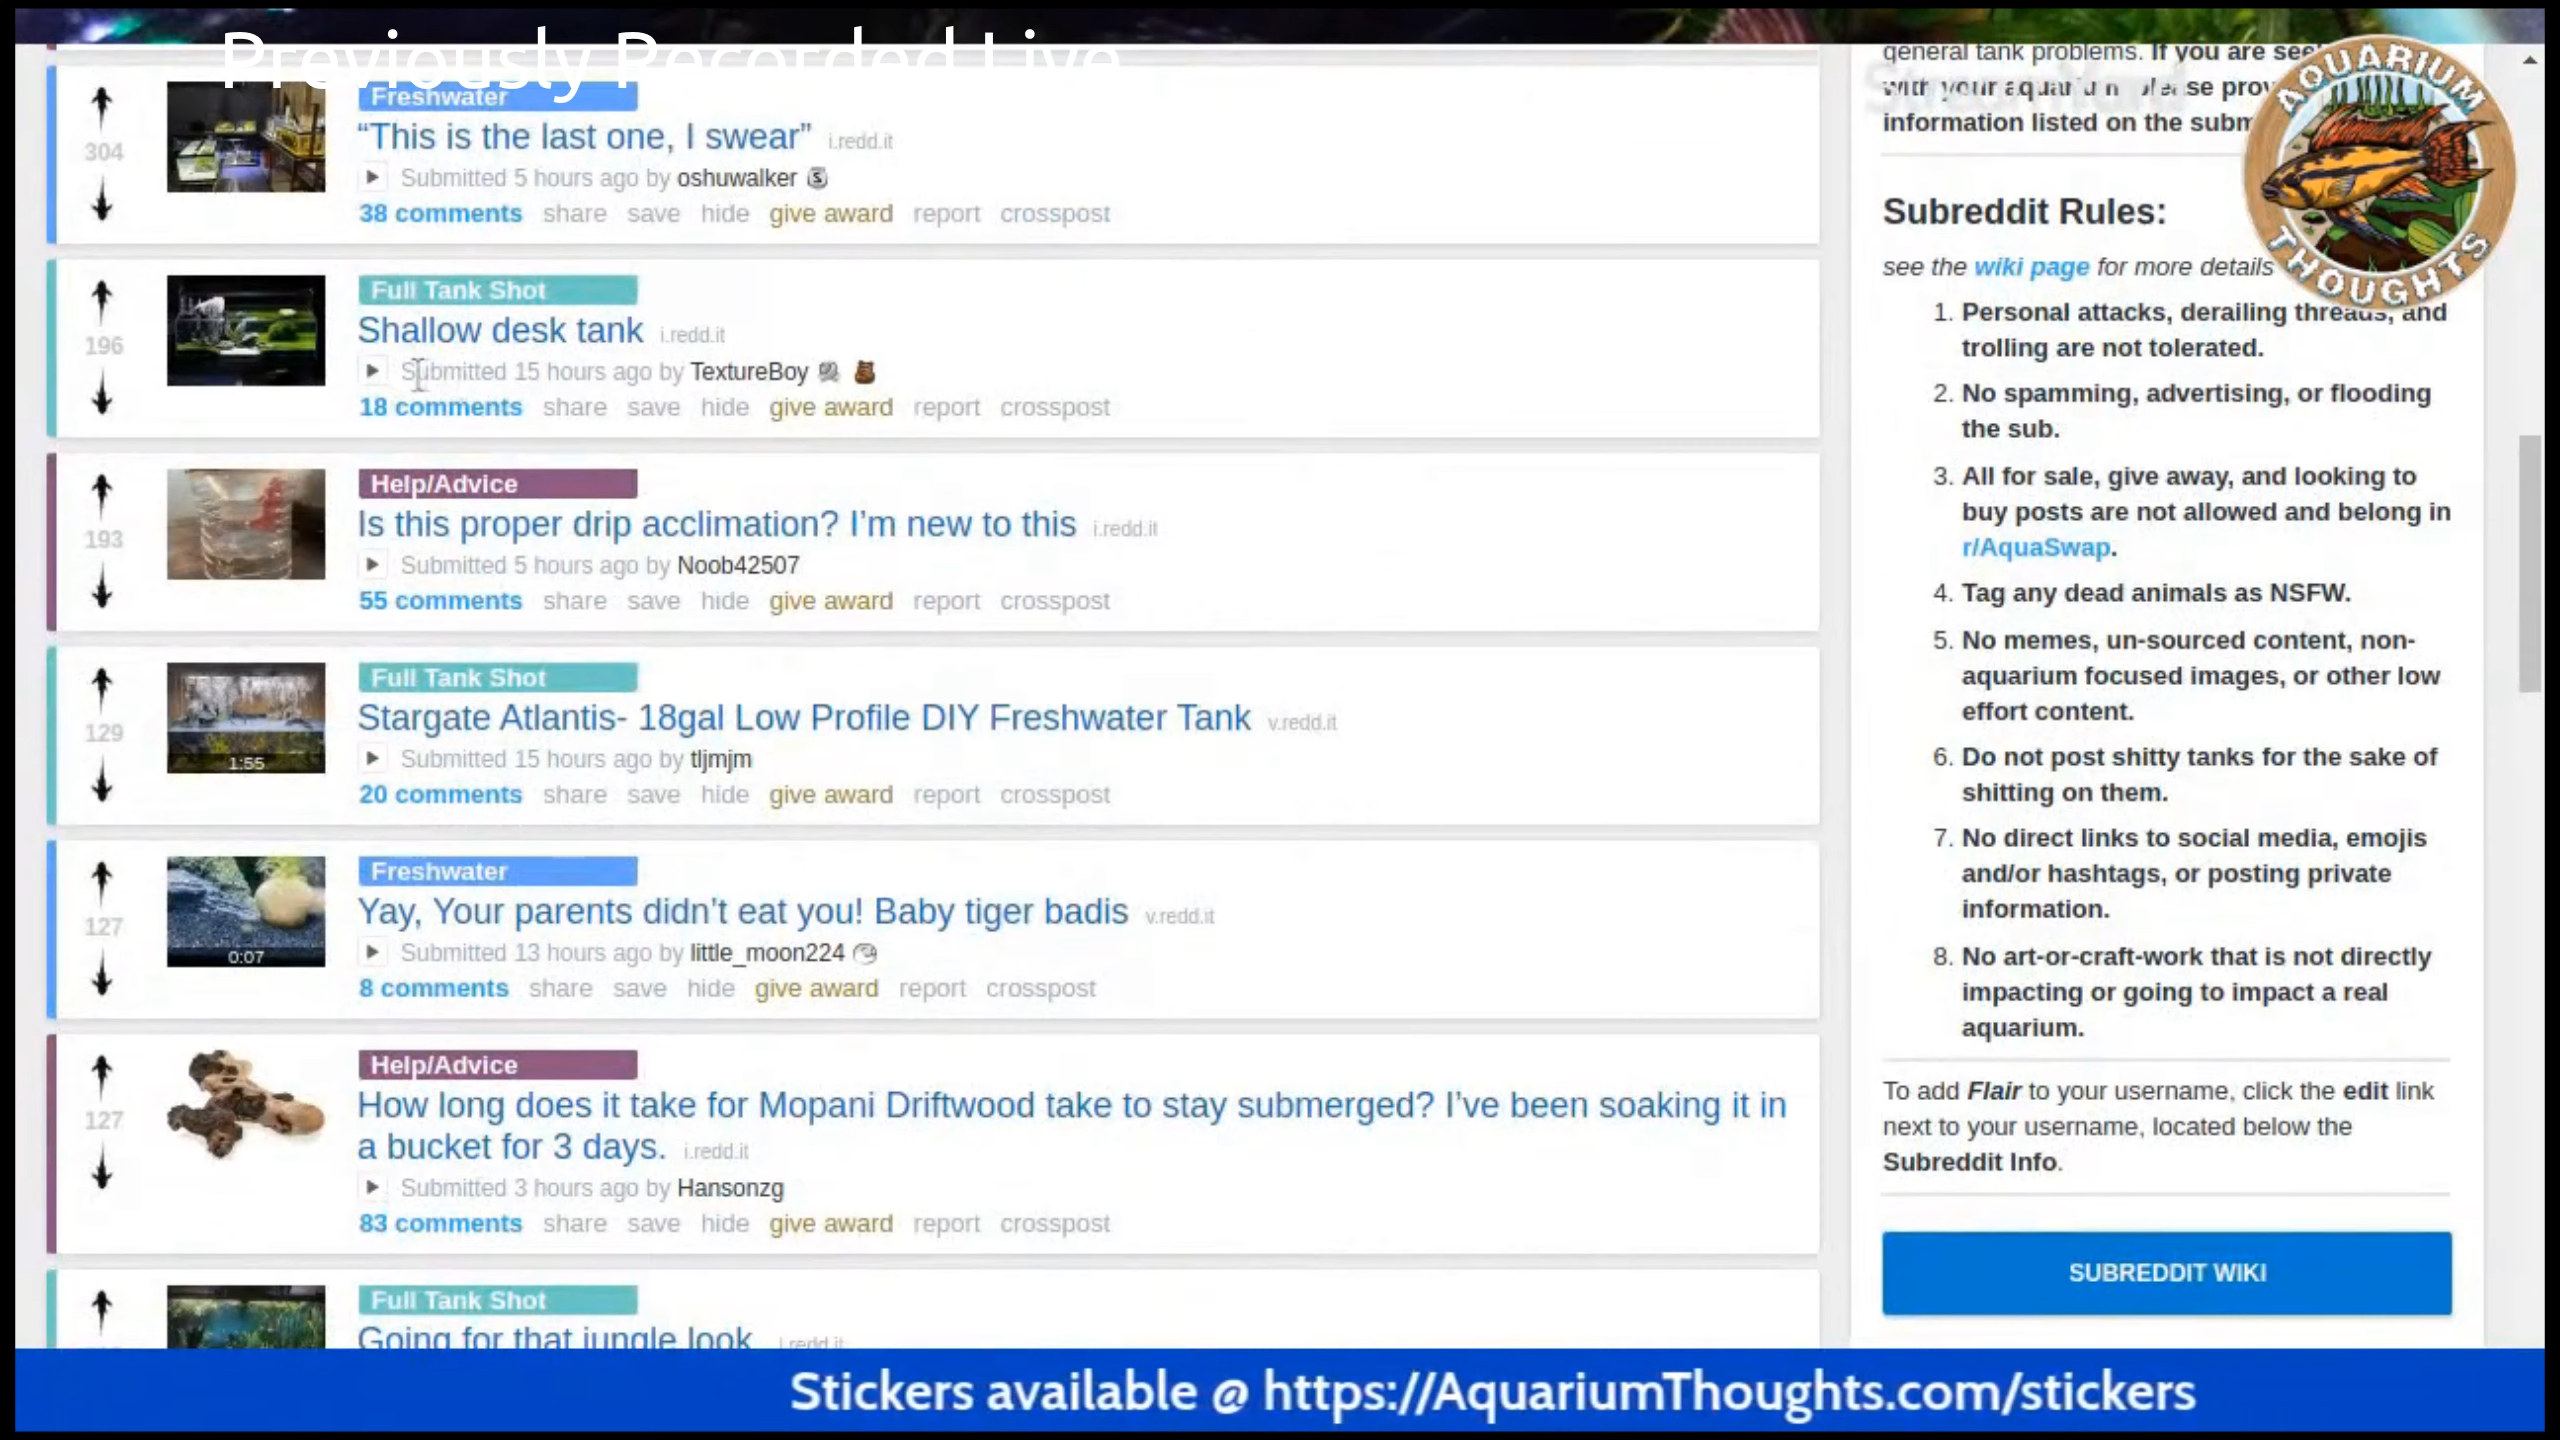 Previously Recorded Live
Freshwater
304
“This is the last one, I swear” i.redd.it
Submitted 5 hours ago by oshuwalker
38 comments share save hide give award report crosspost
Full Tank Shot
196
Shallow desk tank i.redd.it
Submitted 15 hours ago by TextureBoy
18 comments share save hide give award report crosspost
Help/Advice
193
Is this proper drip acclimation? I’m new to this i.redd.it
Submitted 5 hours ago by Noob42507
55 comments share save hide give award report crosspost
Full Tank Shot
129
Stargate Atlantis- 18gal Low Profile DIY Freshwater Tank v.redd.it
1:55
Submitted 15 hours ago by tljmjm
20 comments share save hide give award report crosspost
Freshwater
127
Yay, Your parents didn’t eat you! Baby tiger badis v.redd.it
0:07
Submitted 13 hours ago by little_moon224
8 comments share save hide give award report crosspost
Help/Advice
127
How long does it take for Mopani Driftwood take to stay submerged? I’ve been soaking it in
a bucket for 3 days. i.redd.it
Submitted 3 hours ago by Hansonzg
83 comments share save hide give award report crosspost
Full Tank Shot
Going for that jungle look i.redd.it
general tank problems. If you are see
with your aquarium please prov
information listed on the subm
AQUARIUM
THOUGHTS
Subreddit Rules:
see the wiki page for more details
1. Personal attacks, derailing threads, and
trolling are not tolerated.
2. No spamming, advertising, or flooding
the sub.
3. All for sale, give away, and looking to
buy posts are not allowed and belong in
r/AquaSwap.
4. Tag any dead animals as NSFW.
5. No memes, un-sourced content, non-
aquarium focused images, or other low
effort content.
6. Do not post shitty tanks for the sake of
shitting on them.
7. No direct links to social media, emojis
and/or hashtags, or posting private
information.
8. No art-or-craft-work that is not directly
impacting or going to impact a real
aquarium.
To add Flair to your username, click the edit link
next to your username, located below the
Subreddit Info.
SUBREDDIT WIKI
Stickers available @ https://AquariumThoughts.com/stickers